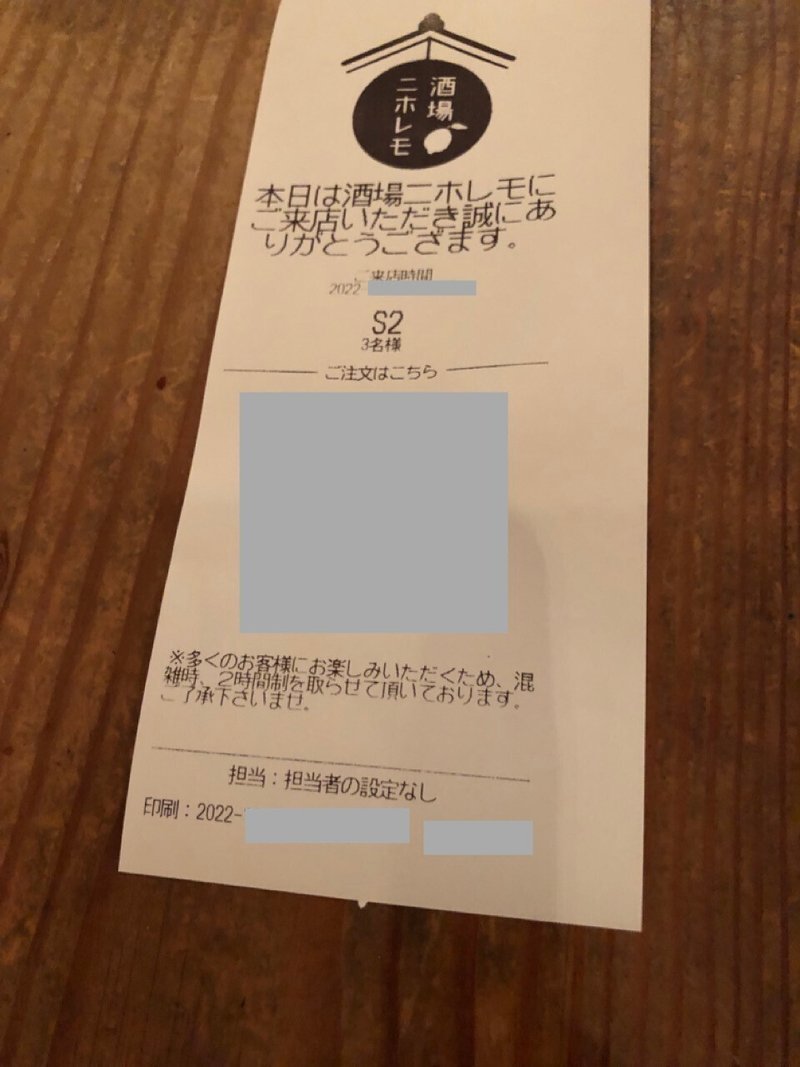 酒場
ニホレモ
本日は酒場ニホレモに
ご来店いただき誠にあ
りがとうござます。
ご来店時間
2022
S2
3名様
ご注文はこちら
※多くのお客様にお楽しみいただくため、混
雑時、2時間制を取らせて頂いております。
ご了承下さいませ。
担当：担当者の設定なし
印刷：2022-